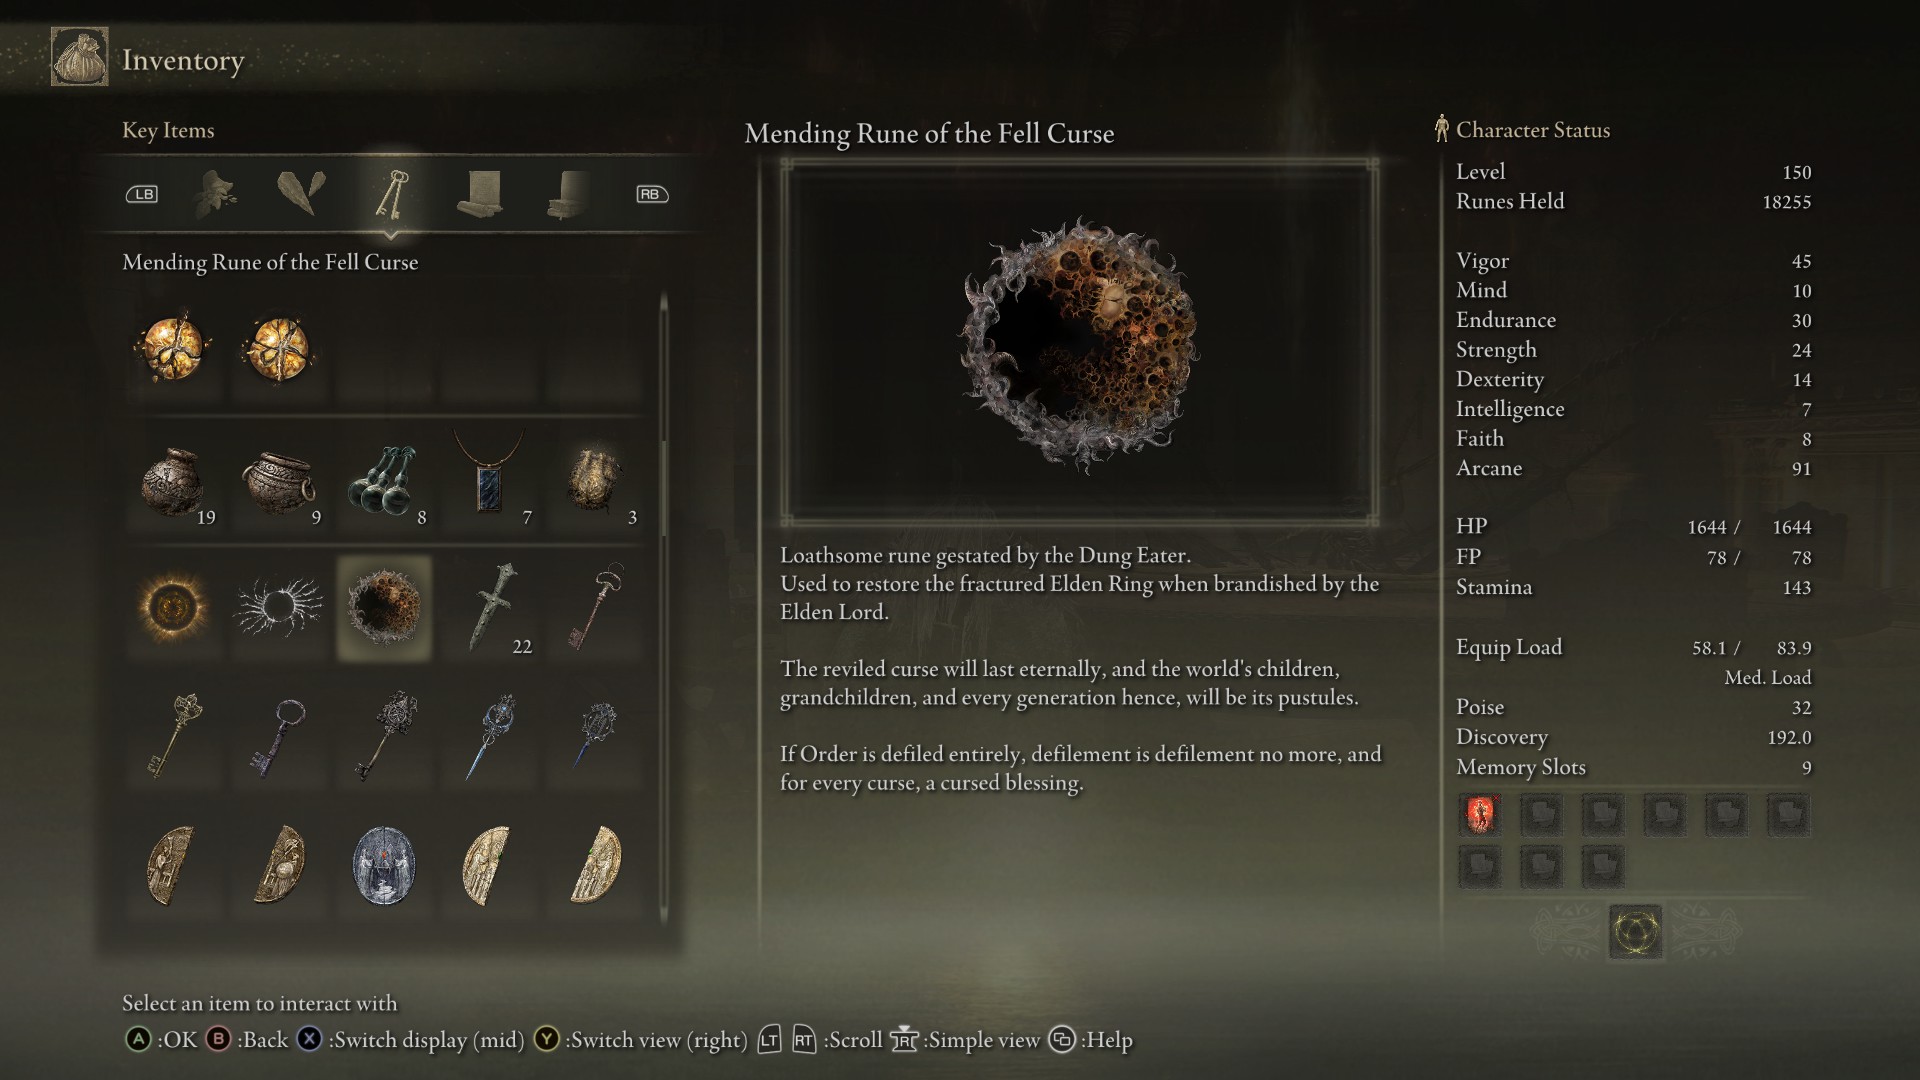 Inventory
Key Items
LB
RB
Mending Rune of the Fell Curse
19
9
8
7
3
22
Mending Rune of the Fell Curse
Loathsome rune gestated by the Dung Eater.
Used to restore the fractured Elden Ring when brandished by the
Elden Lord.
The reviled curse will last eternally, and the world's children,
grandchildren, and every generation hence, will be its pustules.
If Order is defiled entirely, defilement is defilement no more, and
for every curse, a cursed blessing.
Character Status
Level 150
Runes Held 18255
Vigor 45
Mind 10
Endurance 30
Strength 24
Dexterity 14
Intelligence 7
Faith 8
Arcane 91
HP 1644 / 1644
FP 78 / 78
Stamina 143
Equip Load 58.1 / 83.9
Med. Load
Poise 32
Discovery 192.0
Memory Slots 9
Select an item to interact with
A :OK B :Back X :Switch display (mid) Y :Switch view (right) LT RT :Scroll R :Simple view :Help